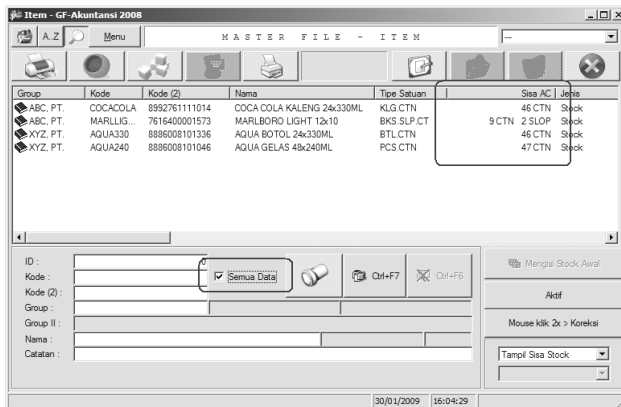 Item - GF-Akuntansi 2008
A..Z Menu MASTER FILE - ITEM ---
Group Kode Kode (2) Nama Tipe Satuan Sisa AC Jenis
ABC, PT. COCACOLA 8992761111014 COCA COLA KALENG 24x330ML KLG.CTN 46 CTN Stock
ABC, PT. MARLLIG... 7616400001573 MARLBORO LIGHT 12x10 BKS.SLP.CT 9 CTN 2 SLOP Stock
XYZ, PT. AQUA330 8886008101336 AQUA BOTOL 24x330ML BTL.CTN 46 CTN Stock
XYZ, PT. AQUA240 8886008101046 AQUA GELAS 48x240ML PCS.CTN 47 CTN Stock
ID : 0
Kode :
Kode (2) :
Group :
Group II :
Nama :
Catatan :
Semua Data
Ctrl+F7
Ctrl+F6
Mengisi Stock Awal
Aktif
Mouse klik 2x > Koreksi
Tampil Sisa Stock
30/01/2009 16:04:29